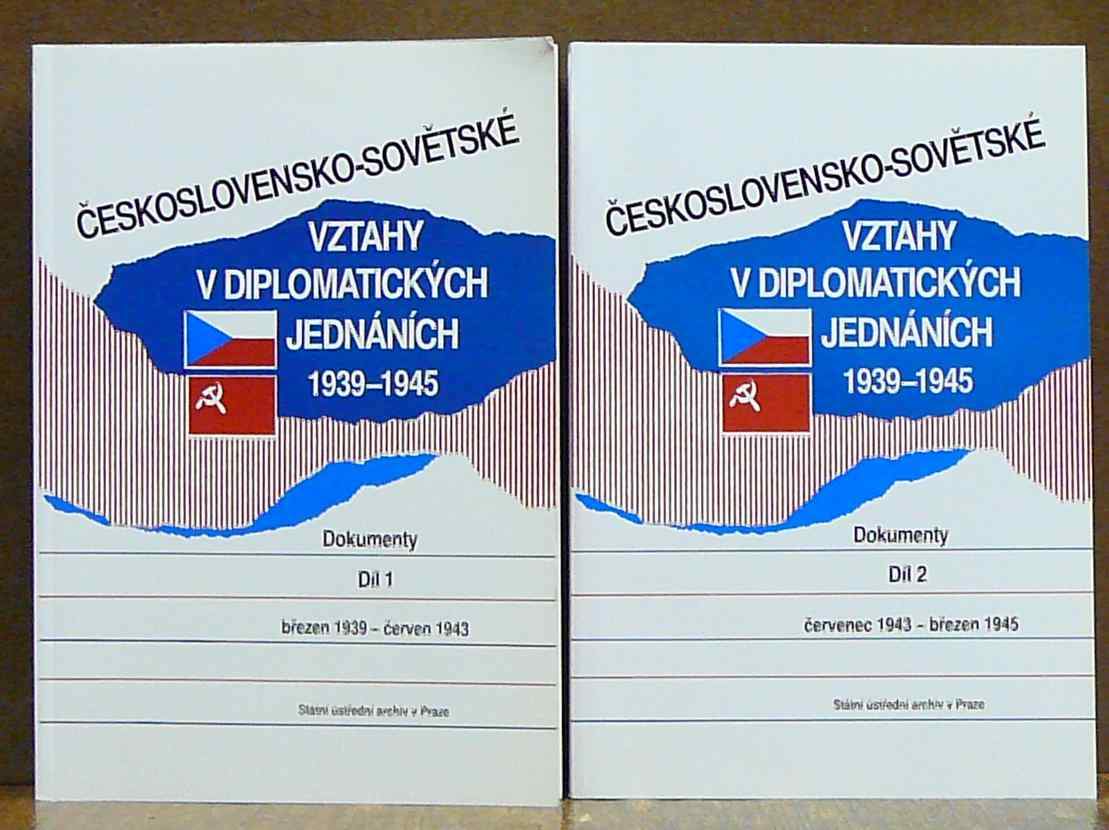 ČESKOSLOVENSKO-SOVĚTSKÉ
VZTAHY
V DIPLOMATICKÝCH
JEDNÁNÍCH
1939–1945
Dokumenty
Díl 1
březen 1939 – červen 1943
Státní ústřední archiv v Praze
ČESKOSLOVENSKO-SOVĚTSKÉ
VZTAHY
V DIPLOMATICKÝCH
JEDNÁNÍCH
1939–1945
Dokumenty
Díl 2
červenec 1943 – březen 1945
Státní ústřední archiv v Praze